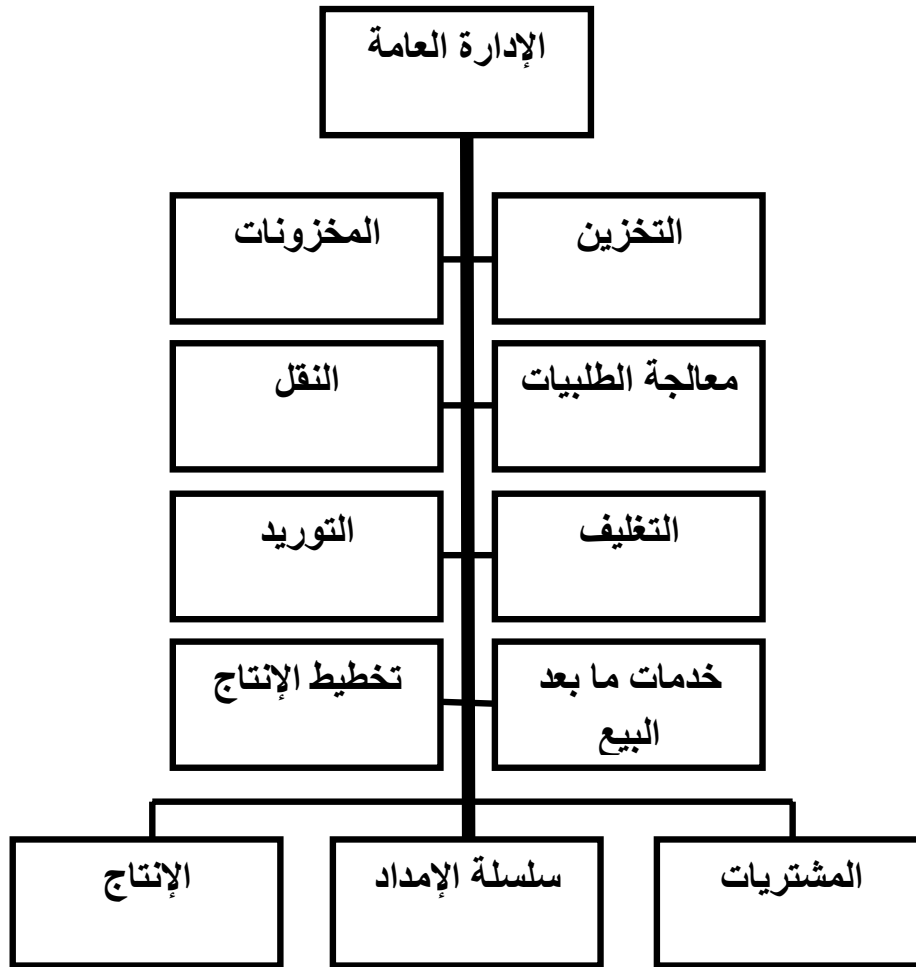 الإدارة العامة
التخزين
المخزونات
معالجة الطلبيات
النقل
التغليف
التوريد
خدمات ما بعد
البيع
تخطيط الإنتاج
المشتريات
سلسلة الإمداد
الإنتاج